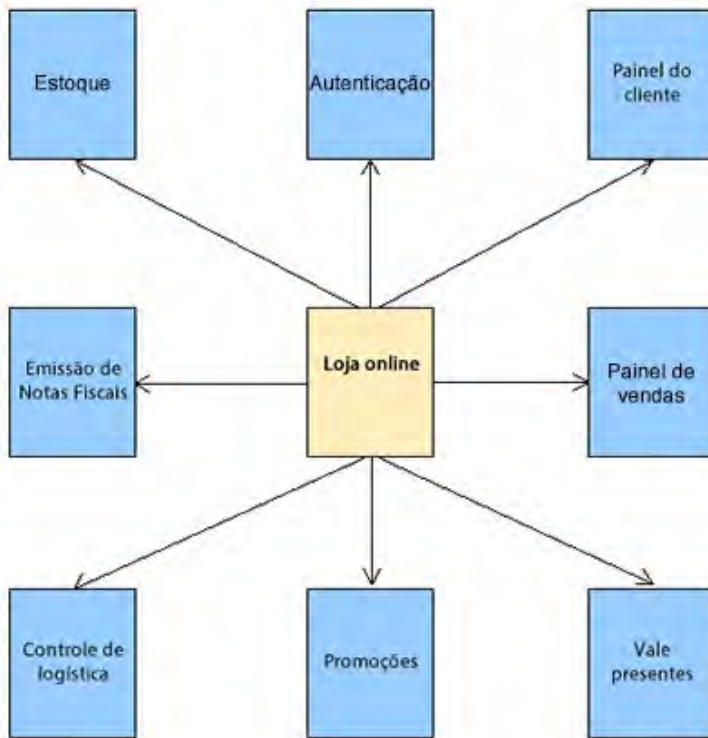 Estoque
Autenticação
Painel do
cliente
Emissão de
Notas Fiscais
Loja online
Painel de
vendas
Controle de
logística
Promoções
Vale
presentes